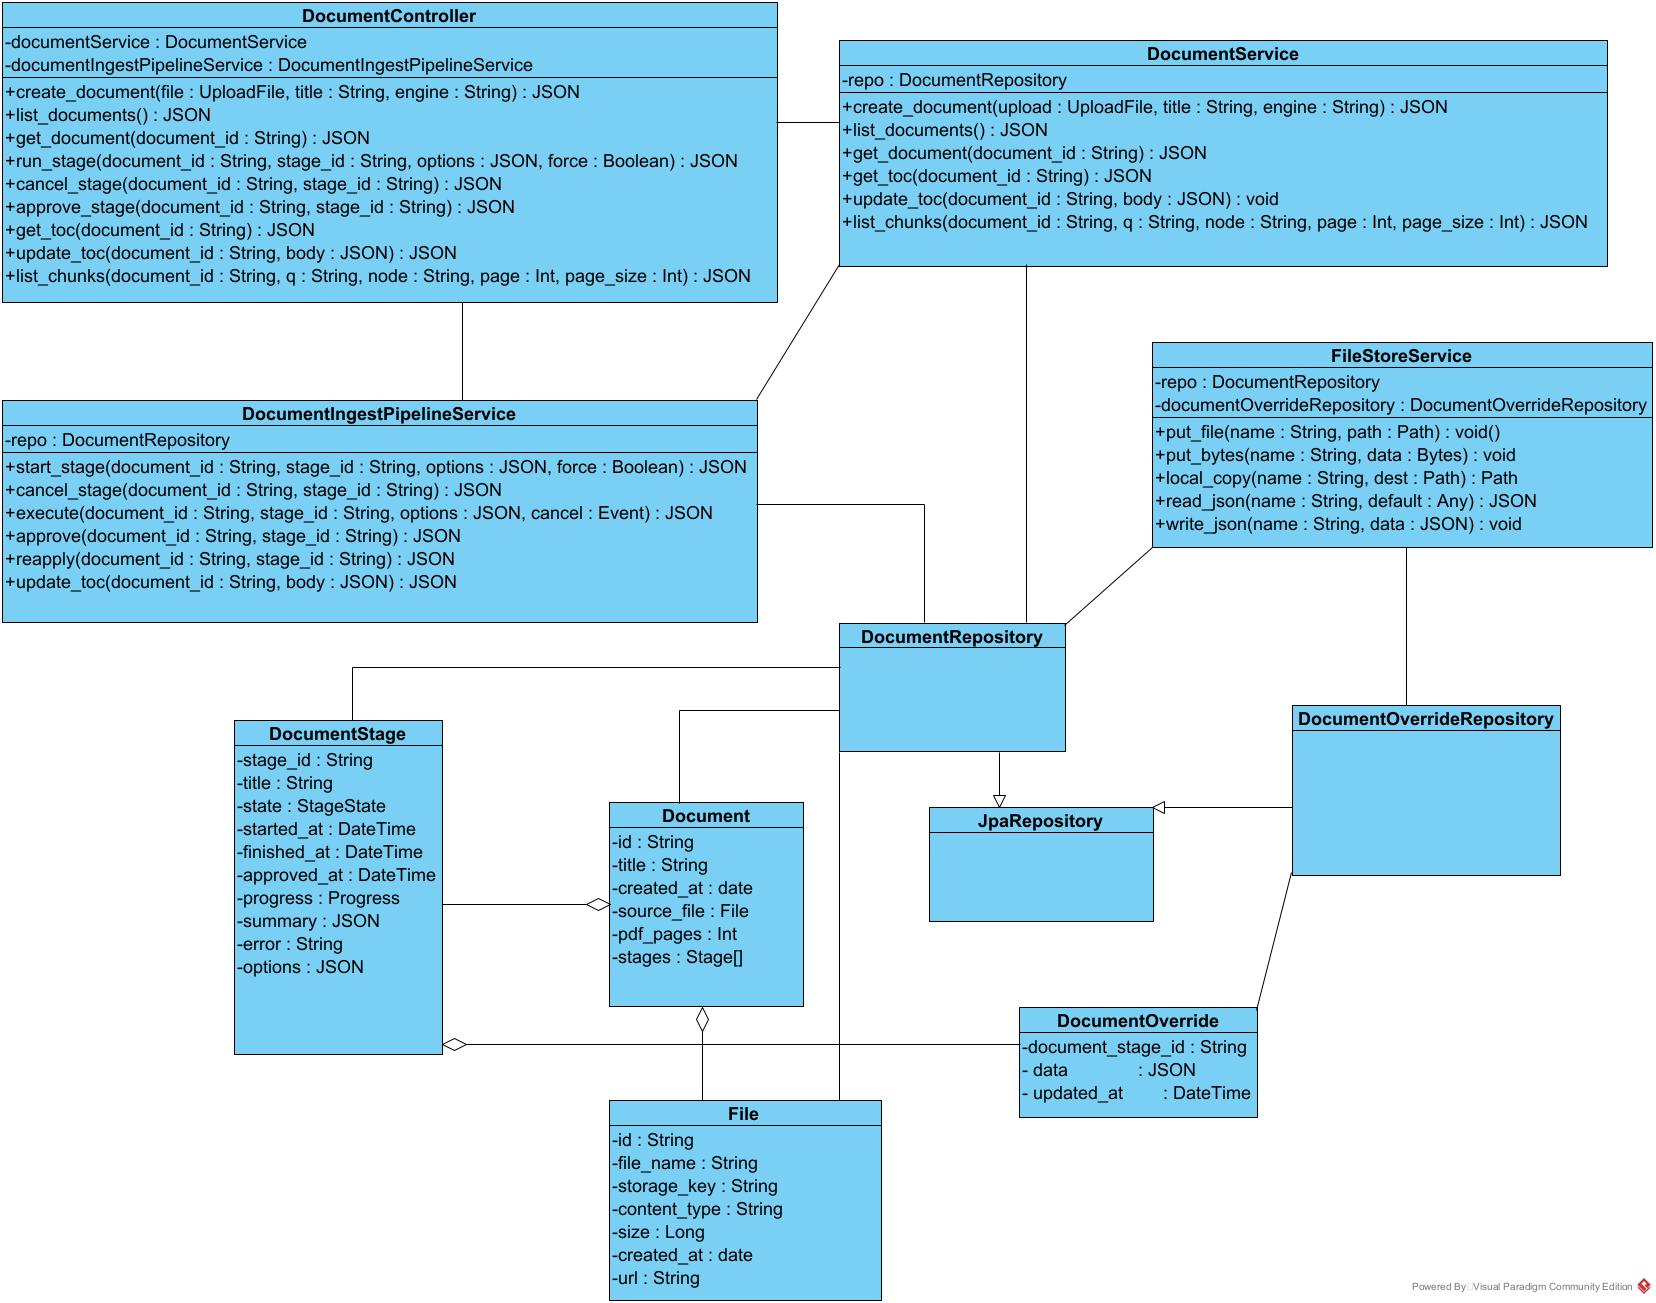 DocumentController
-documentService : DocumentService
-documentIngestPipelineService : DocumentIngestPipelineService
+create_document(file : UploadFile, title : String, engine : String) : JSON
+list_documents() : JSON
+get_document(document_id : String) : JSON
+run_stage(document_id : String, stage_id : String, options : JSON, force : Boolean) : JSON
+cancel_stage(document_id : String, stage_id : String) : JSON
+approve_stage(document_id : String, stage_id : String) : JSON
+get_toc(document_id : String) : JSON
+update_toc(document_id : String, body : JSON) : JSON
+list_chunks(document_id : String, q : String, node : String, page : Int, page_size : Int) : JSON
DocumentService
-repo : DocumentRepository
+create_document(upload : UploadFile, title : String, engine : String) : JSON
+list_documents() : JSON
+get_document(document_id : String) : JSON
+get_toc(document_id : String) : JSON
+update_toc(document_id : String, body : JSON) : void
+list_chunks(document_id : String, q : String, node : String, page : Int, page_size : Int) : JSON
FileStoreService
-repo : DocumentRepository
-documentOverrideRepository : DocumentOverrideRepository
+put_file(name : String, path : Path) : void()
+put_bytes(name : String, data : Bytes) : void
+local_copy(name : String, dest : Path) : Path
+read_json(name : String, default : Any) : JSON
+write_json(name : String, data : JSON) : void
DocumentIngestPipelineService
-repo : DocumentRepository
+start_stage(document_id : String, stage_id : String, options : JSON, force : Boolean) : JSON
+cancel_stage(document_id : String, stage_id : String) : JSON
+execute(document_id : String, stage_id : String, options : JSON, cancel : Event) : JSON
+approve(document_id : String, stage_id : String) : JSON
+reapply(document_id : String, stage_id : String) : JSON
+update_toc(document_id : String, body : JSON) : JSON
DocumentRepository
DocumentOverrideRepository
DocumentStage
-stage_id : String
-title : String
-state : StageState
-started_at : DateTime
-finished_at : DateTime
-approved_at : DateTime
-progress : Progress
-summary : JSON
-error : String
-options : JSON
Document
-id : String
-title : String
-created_at : date
-source_file : File
-pdf_pages : Int
-stages : Stage[]
JpaRepository
DocumentOverride
-document_stage_id : String
- data : JSON
- updated_at : DateTime
File
-id : String
-file_name : String
-storage_key : String
-content_type : String
-size : Long
-created_at : date
-url : String
Powered By Visual Paradigm Community Edition